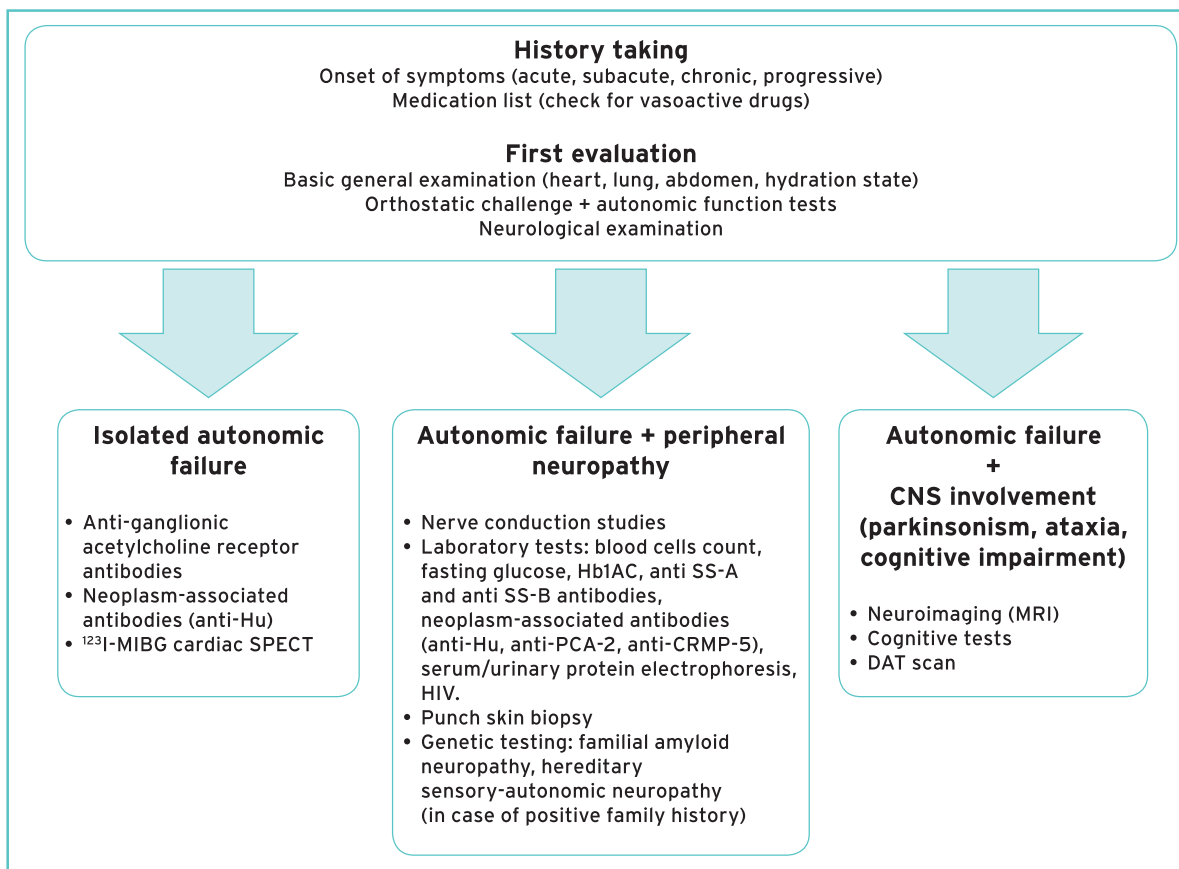 History taking
Onset of symptoms (acute, subacute, chronic, progressive)
Medication list (check for vasoactive drugs)
First evaluation
Basic general examination (heart, lung, abdomen, hydration state)
Orthostatic challenge + autonomic function tests
Neurological examination
Isolated autonomic
failure
• Anti-ganglionic
acetylcholine receptor
antibodies
• Neoplasm-associated
antibodies (anti-Hu)
• ¹²³I-MIBG cardiac SPECT
Autonomic failure + peripheral
neuropathy
• Nerve conduction studies
• Laboratory tests: blood cells count,
fasting glucose, Hb1AC, anti SS-A
and anti SS-B antibodies,
neoplasm-associated antibodies
(anti-Hu, anti-PCA-2, anti-CRMP-5),
serum/urinary protein electrophoresis,
HIV.
• Punch skin biopsy
• Genetic testing: familial amyloid
neuropathy, hereditary
sensory-autonomic neuropathy
(in case of positive family history)
Autonomic failure
+
CNS involvement
(parkinsonism, ataxia,
cognitive impairment)
• Neuroimaging (MRI)
• Cognitive tests
• DAT scan